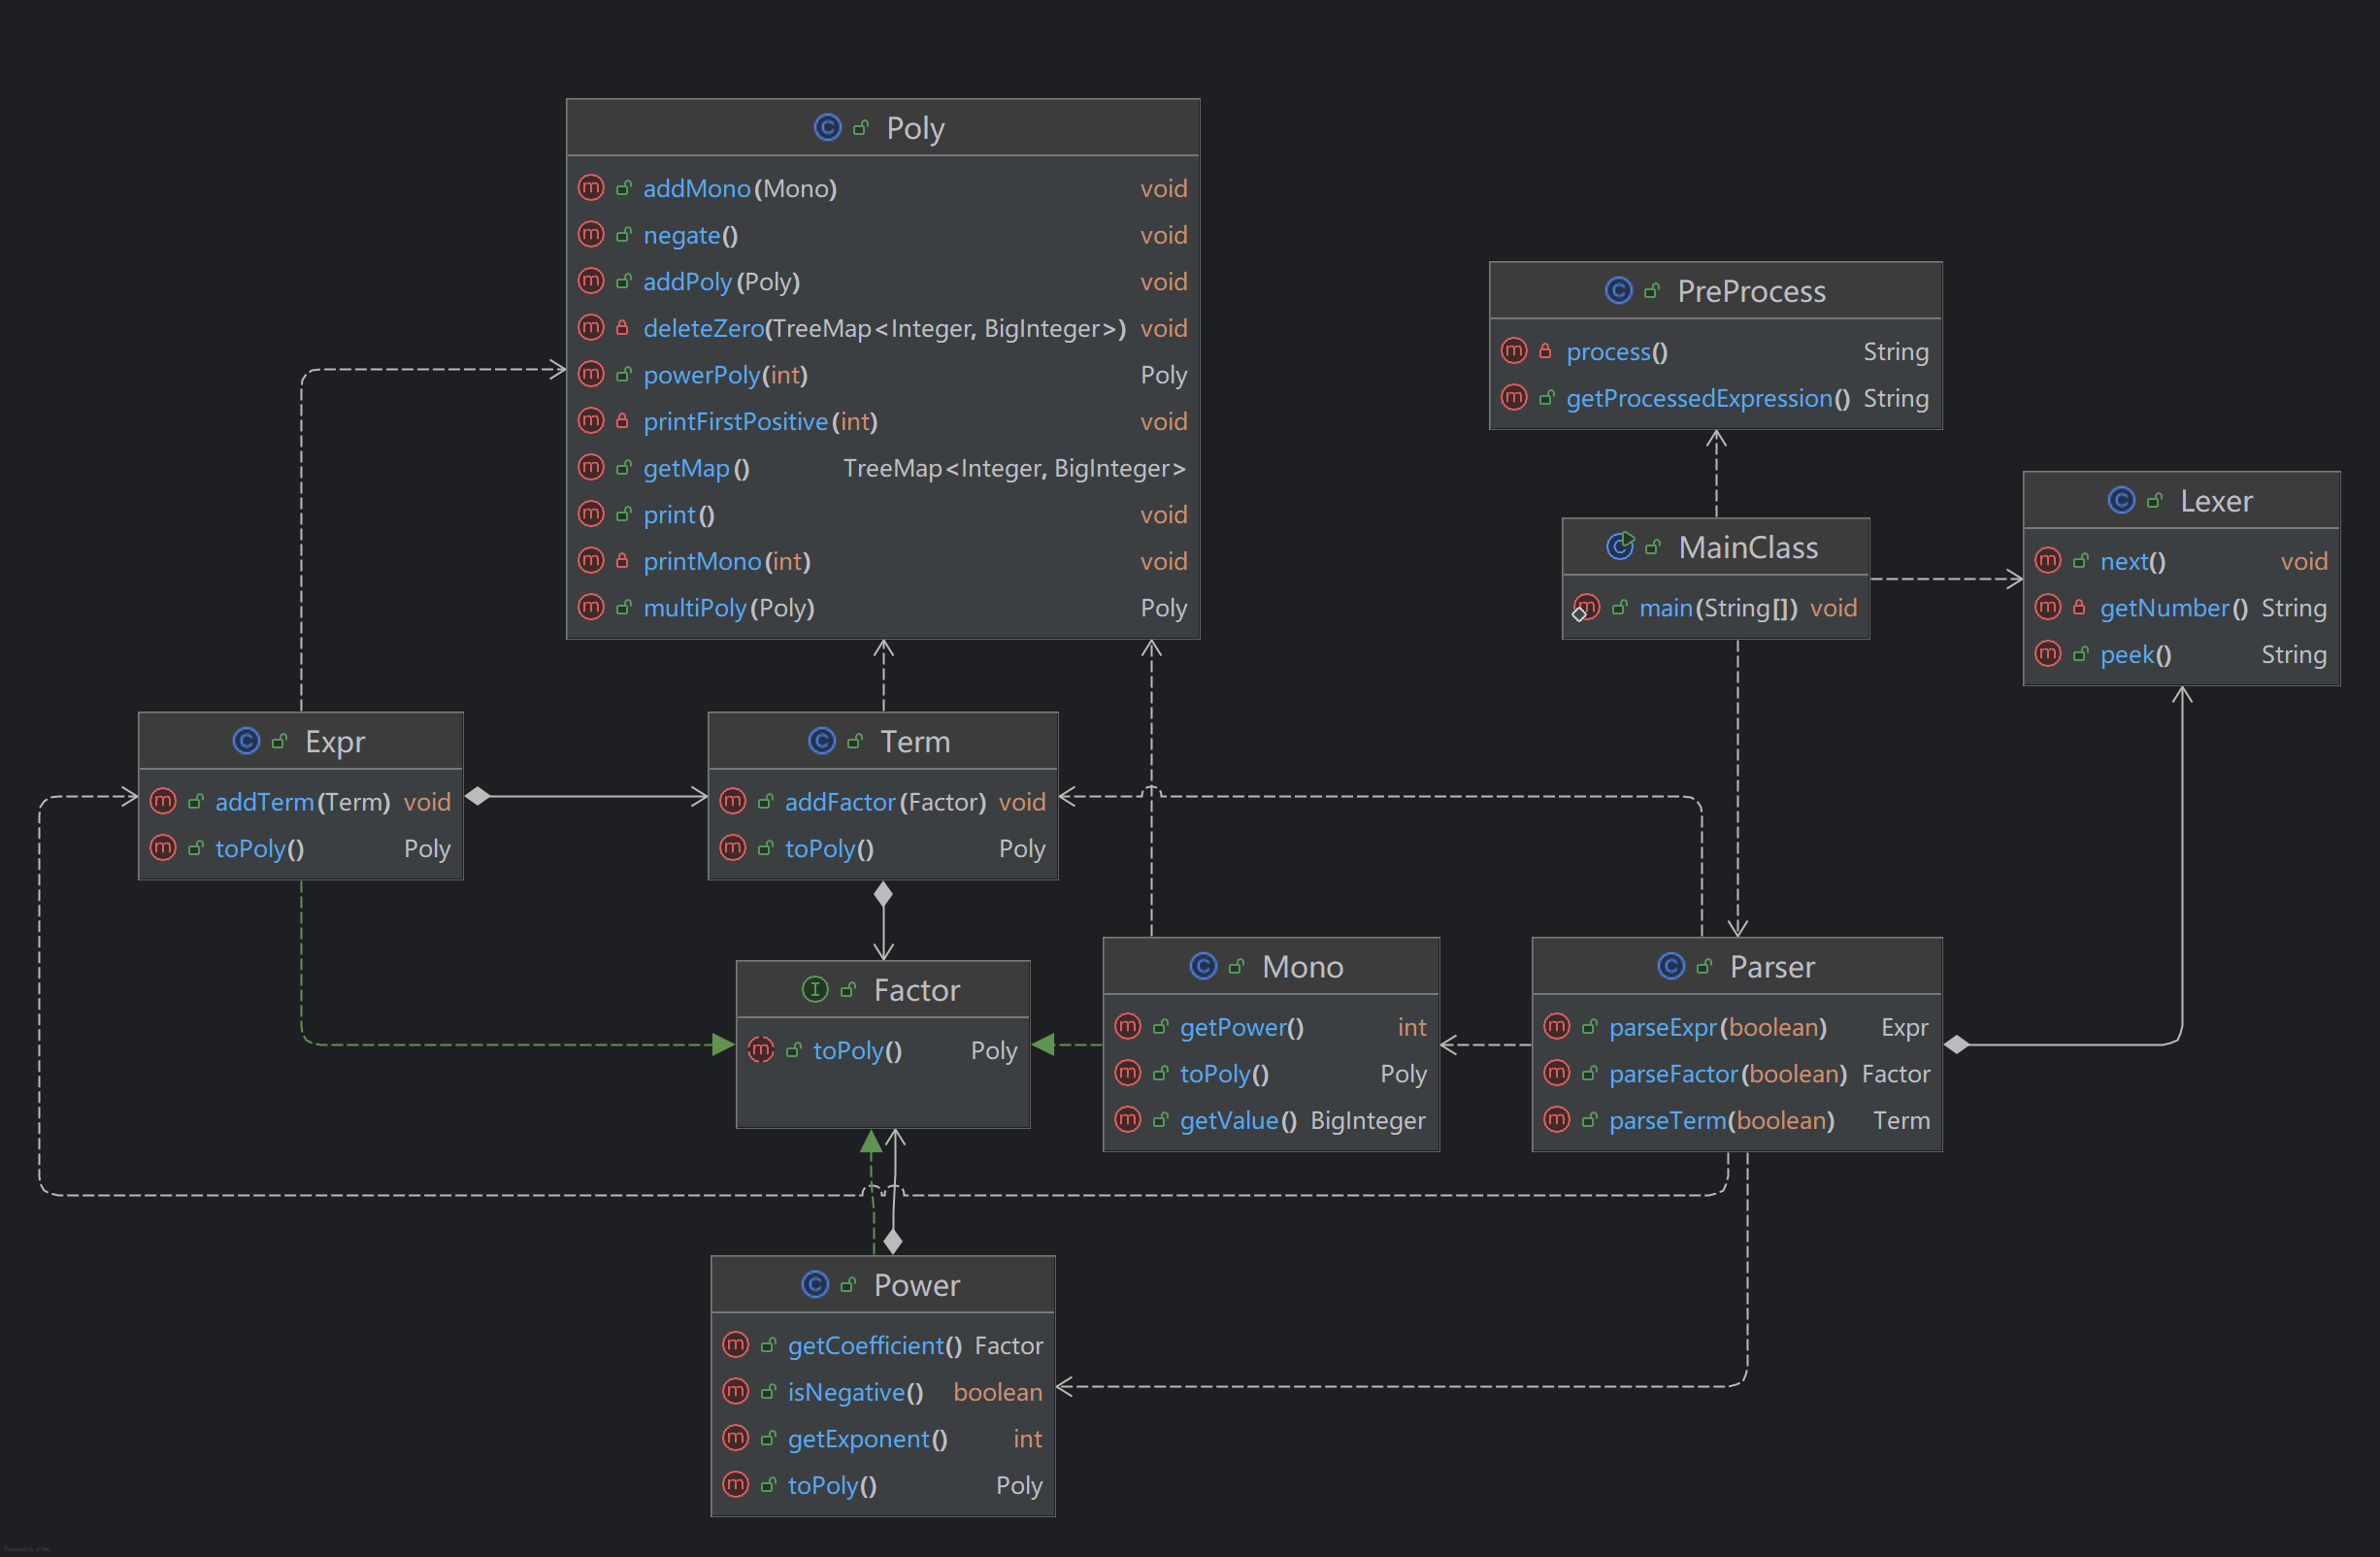 Poly
addMono(Mono) void
negate() void
addPoly(Poly) void
deleteZero(TreeMap<Integer, BigInteger>) void
powerPoly(int) Poly
printFirstPositive(int) void
getMap() TreeMap<Integer, BigInteger>
print() void
printMono(int) void
multiPoly(Poly) Poly
PreProcess
process() String
getProcessedExpression() String
MainClass
main(String[]) void
Lexer
next() void
getNumber() String
peek() String
Expr
addTerm(Term) void
toPoly() Poly
Term
addFactor(Factor) void
toPoly() Poly
Factor
toPoly() Poly
Mono
getPower() int
toPoly() Poly
getValue() BigInteger
Parser
parseExpr(boolean) Expr
parseFactor(boolean) Factor
parseTerm(boolean) Term
Power
getCoefficient() Factor
isNegative() boolean
getExponent() int
toPoly() Poly
Powered by yFiles